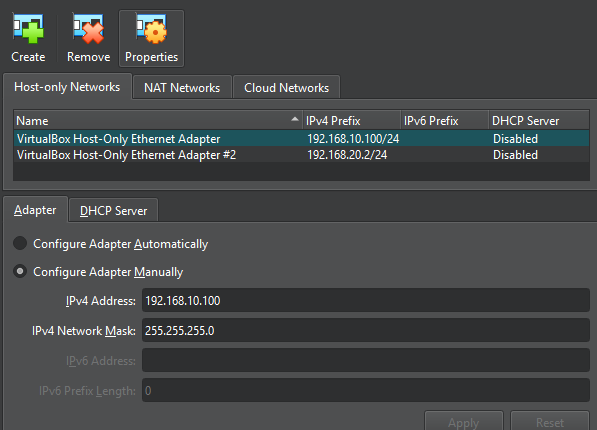 Create Remove Properties
Host-only Networks NAT Networks Cloud Networks
Name IPv4 Prefix IPv6 Prefix DHCP Server
VirtualBox Host-Only Ethernet Adapter 192.168.10.100/24 Disabled
VirtualBox Host-Only Ethernet Adapter #2 192.168.20.2/24 Disabled
Adapter DHCP Server
Configure Adapter Automatically
Configure Adapter Manually
IPv4 Address: 192.168.10.100
IPv4 Network Mask: 255.255.255.0
IPv6 Address:
IPv6 Prefix Length: 0
Apply Reset